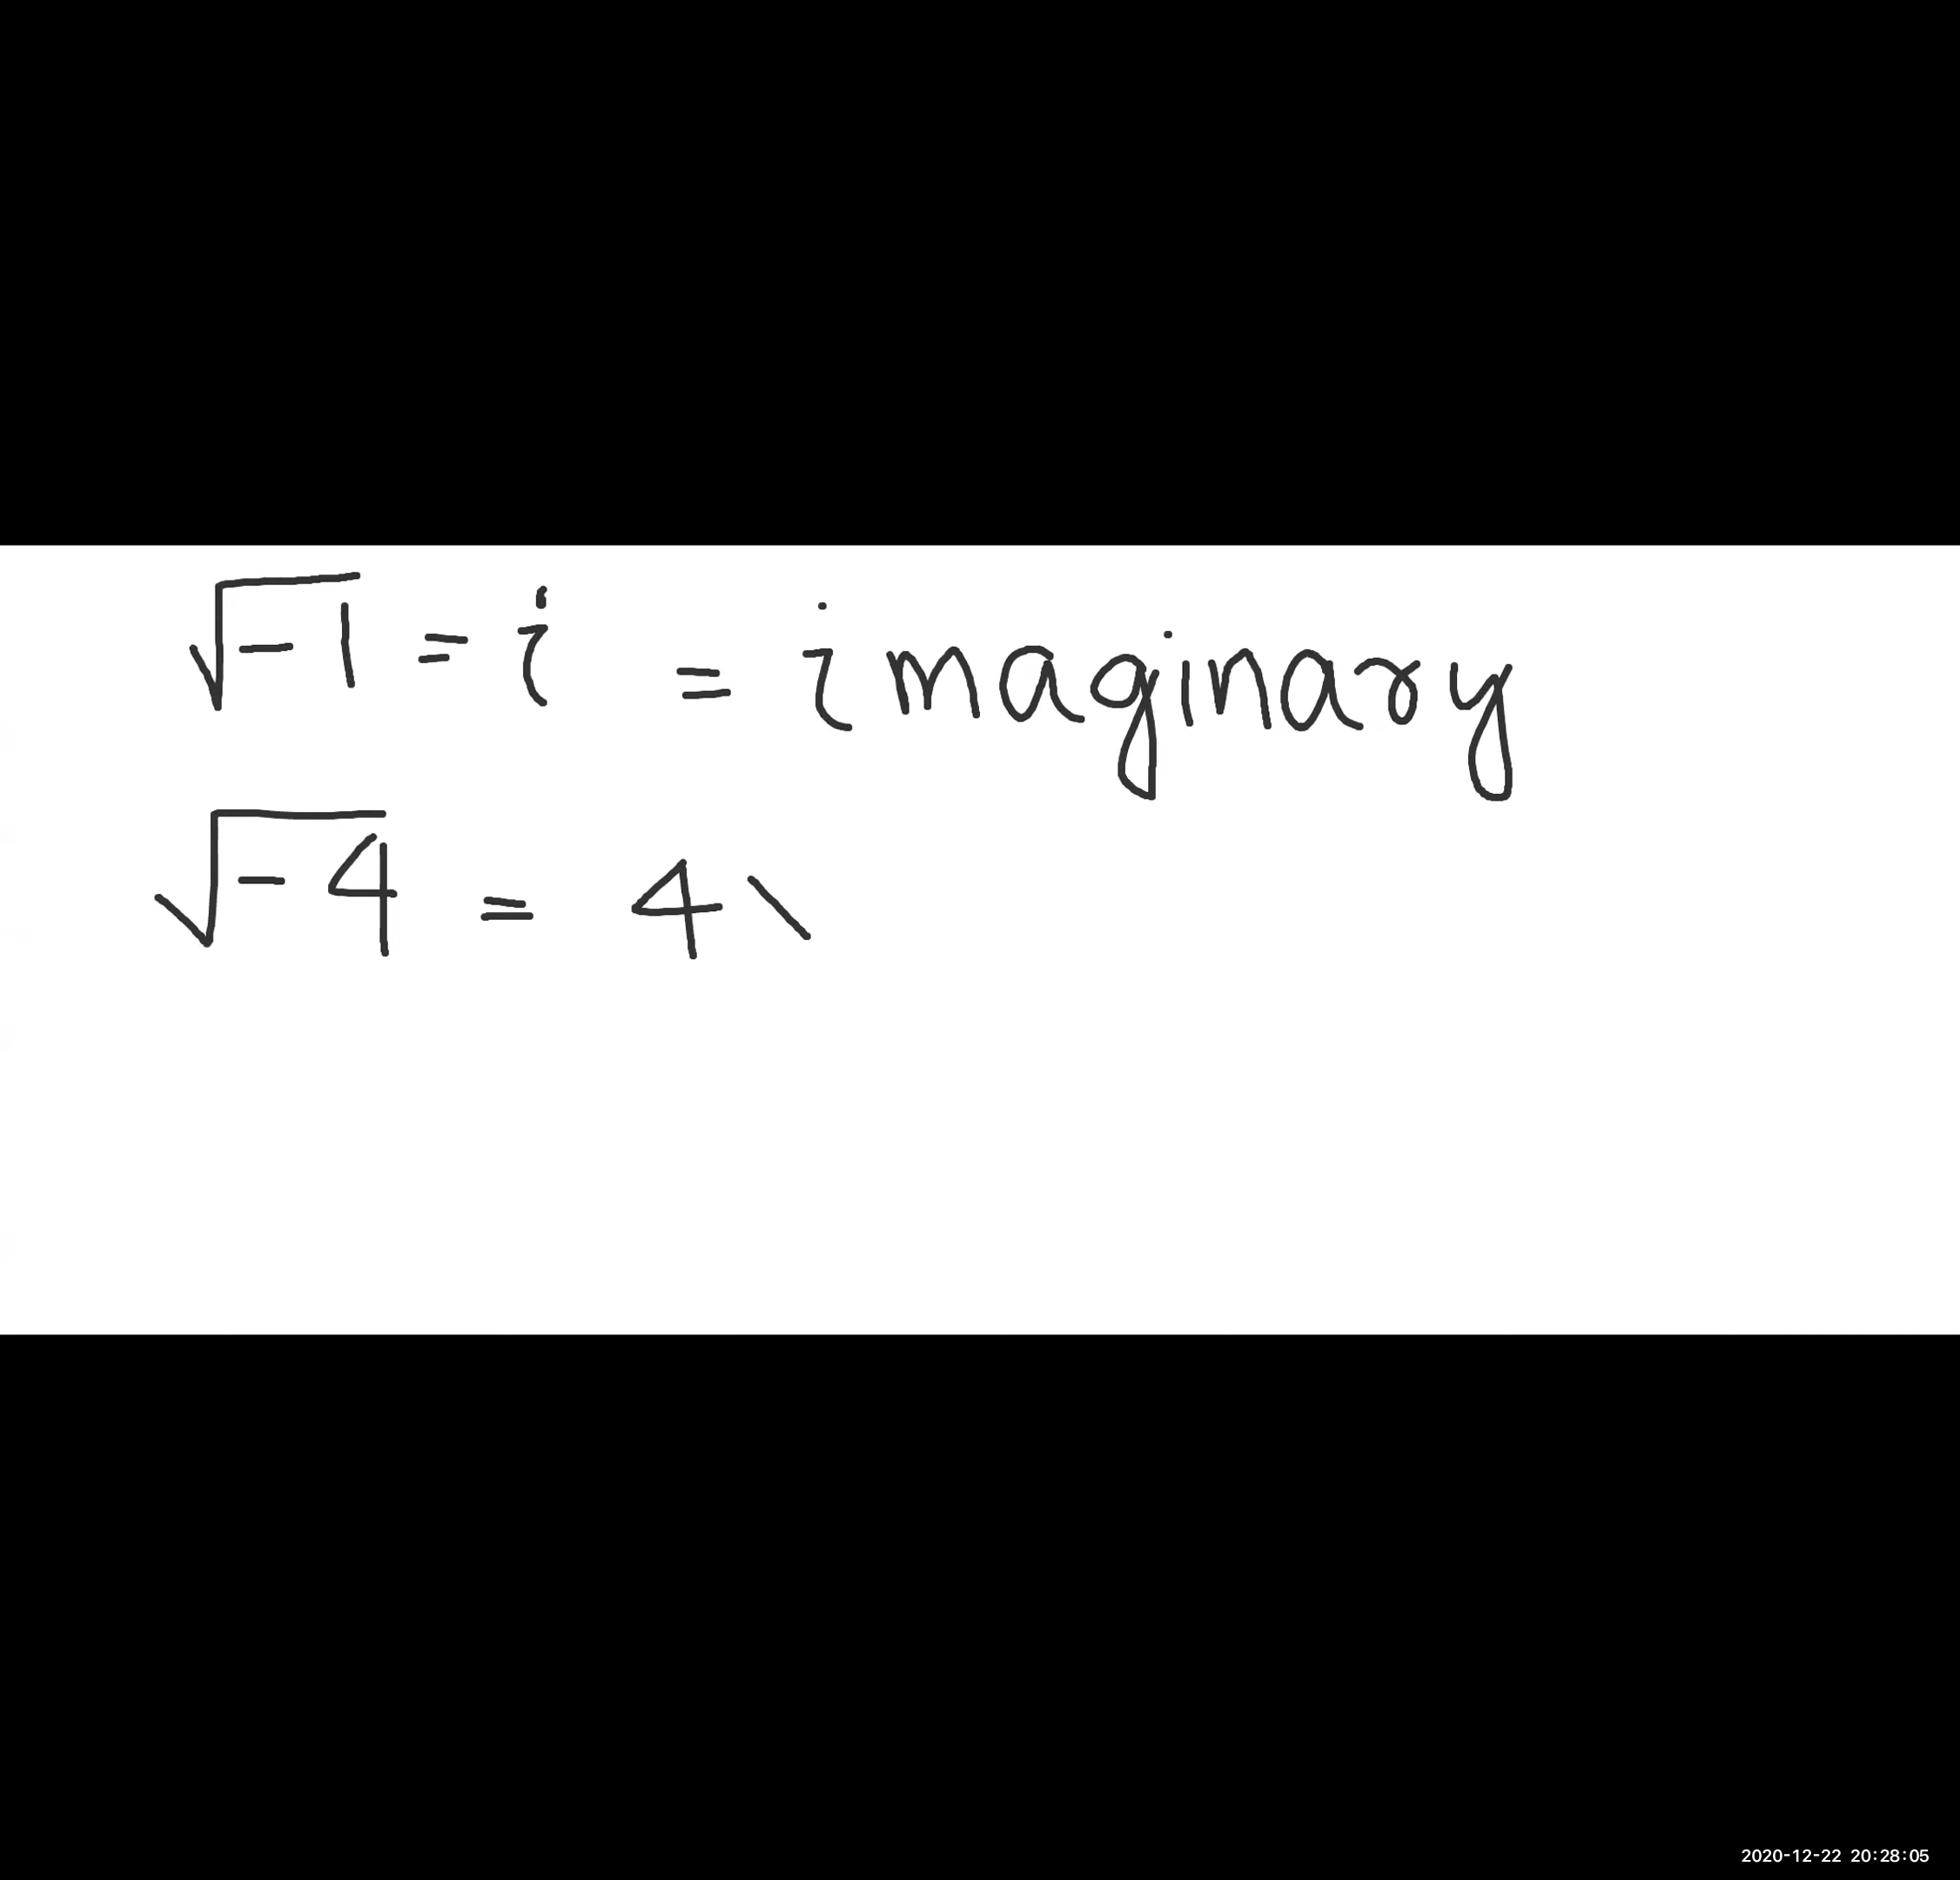 √-1 = i = imaginary
√-4 = 4 \
2020-12-22 20:28:05